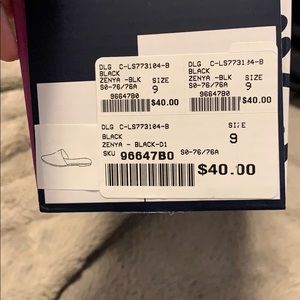 DLG C-LS773104-B
BLACK
ZENYA -BLK SIZE
S0-76/76A 9
96647B0
$40.00
DLG C-LS773104-B
BLACK
ZENYA -BLK SIZE
S0-76/76A 9
96647B0
$40.00
DLG C-LS773104-B
BLACK SIZE
ZENYA - BLACK-D1 9
SKU 96647B0 S0-76/76A
$40.00